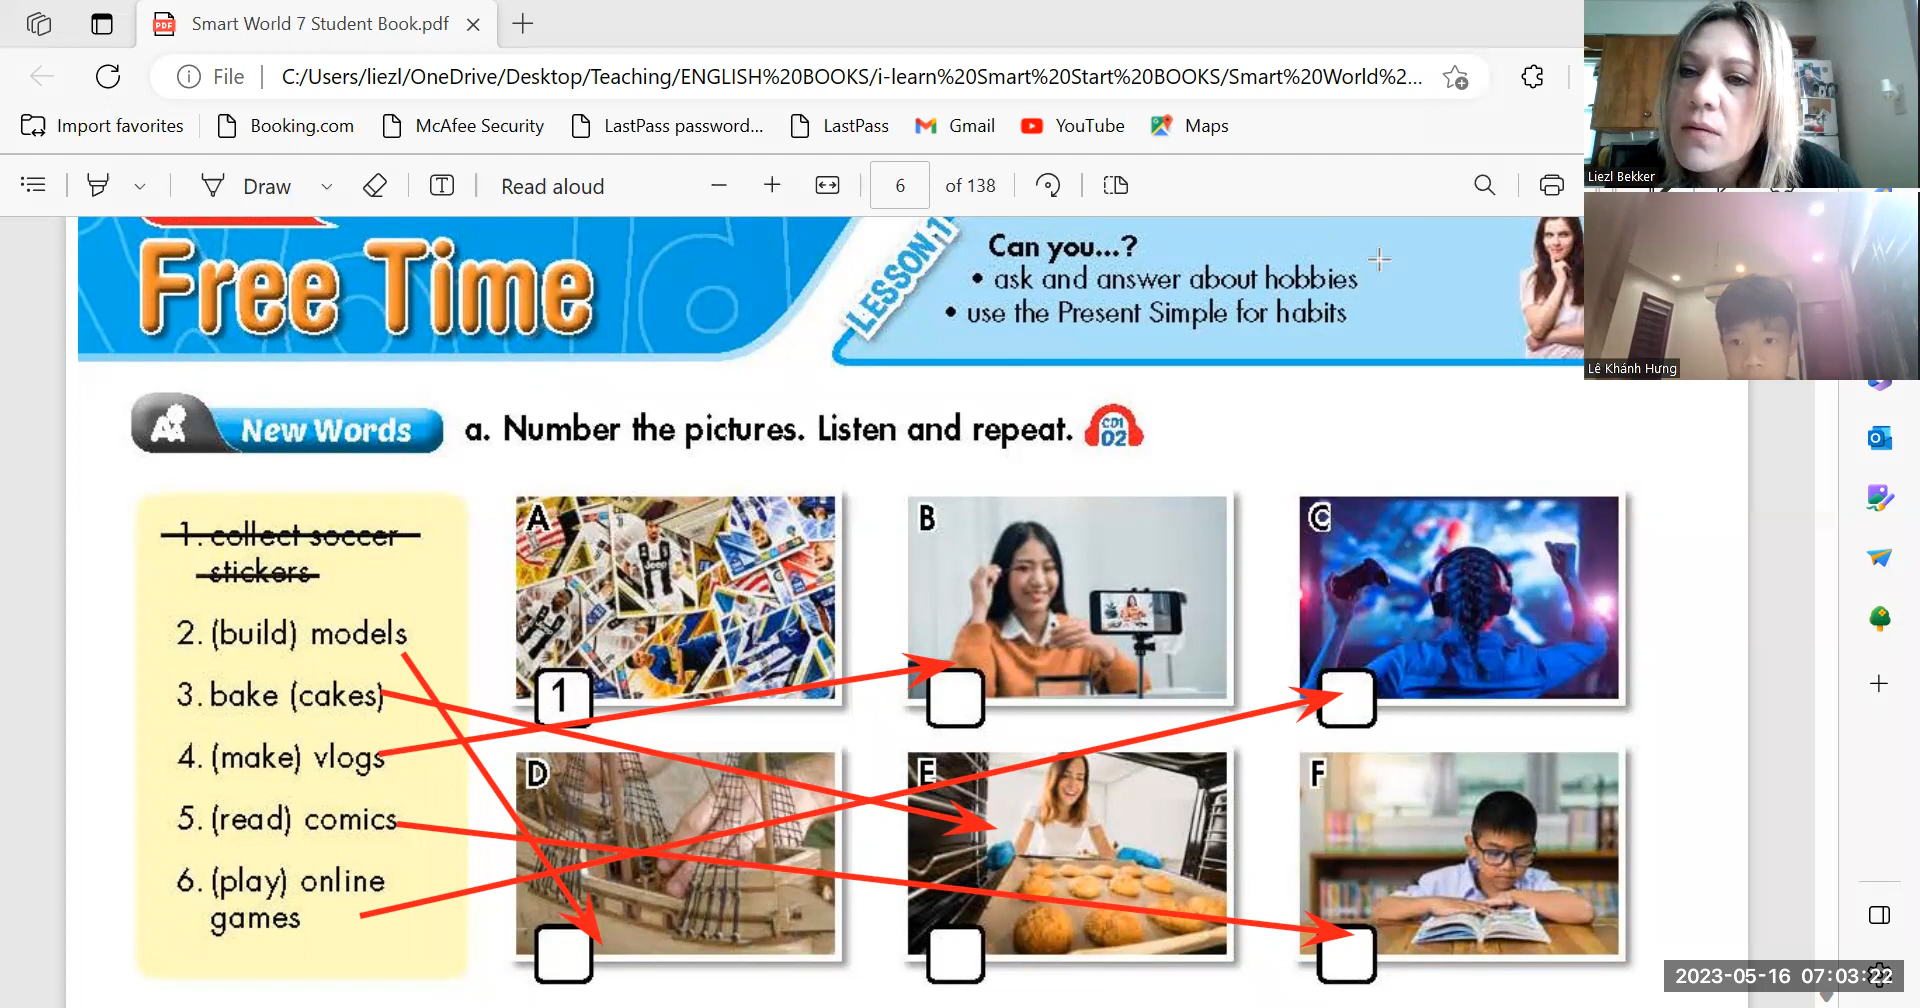 Smart World 7 Student Book.pdf
File
C:/Users/liezl/OneDrive/Desktop/Teaching/ENGLISH%20BOOKS/i-learn%20Smart%20Start%20BOOKS/Smart%20World%2...
Import favorites
Booking.com
McAfee Security
LastPass password...
LastPass
Gmail
YouTube
Maps
Draw
Read aloud
6 of 138
Liezl Bekker
Lê Khánh Hưng
Free Time
LESSON 1
Can you...?
• ask and answer about hobbies
• use the Present Simple for habits
New Words
a. Number the pictures. Listen and repeat.
CD1
02
1. collect soccer
stickers
2. (build) models
3. bake (cakes)
4. (make) vlogs
5. (read) comics
6. (play) online
games
A
Jeep
1
B
C
D
E
F
2023-05-16 07:03:22